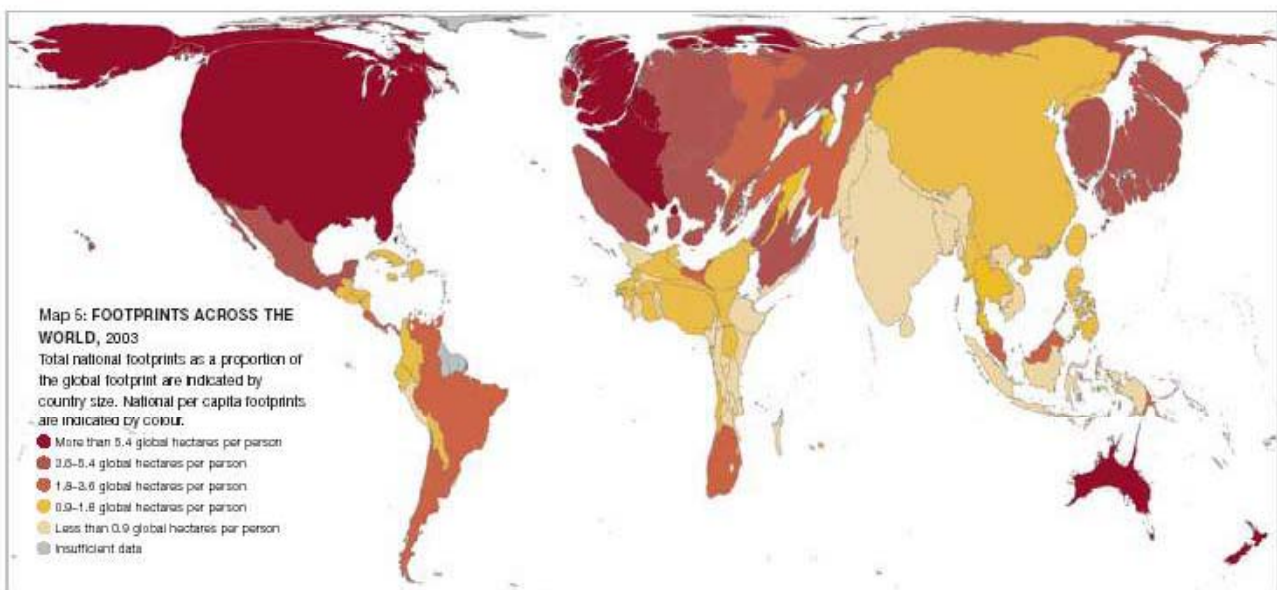 Map 5: FOOTPRINTS ACROSS THE
WORLD, 2003
Total national footprints as a proportion of
the global footprint are indicated by
country size. National per capita footprints
are indicated by colour.
More than 5.4 global hectares per person
3.6–5.4 global hectares per person
1.8–3.6 global hectares per person
0.9–1.8 global hectares per person
Less than 0.9 global hectares per person
Insufficient data